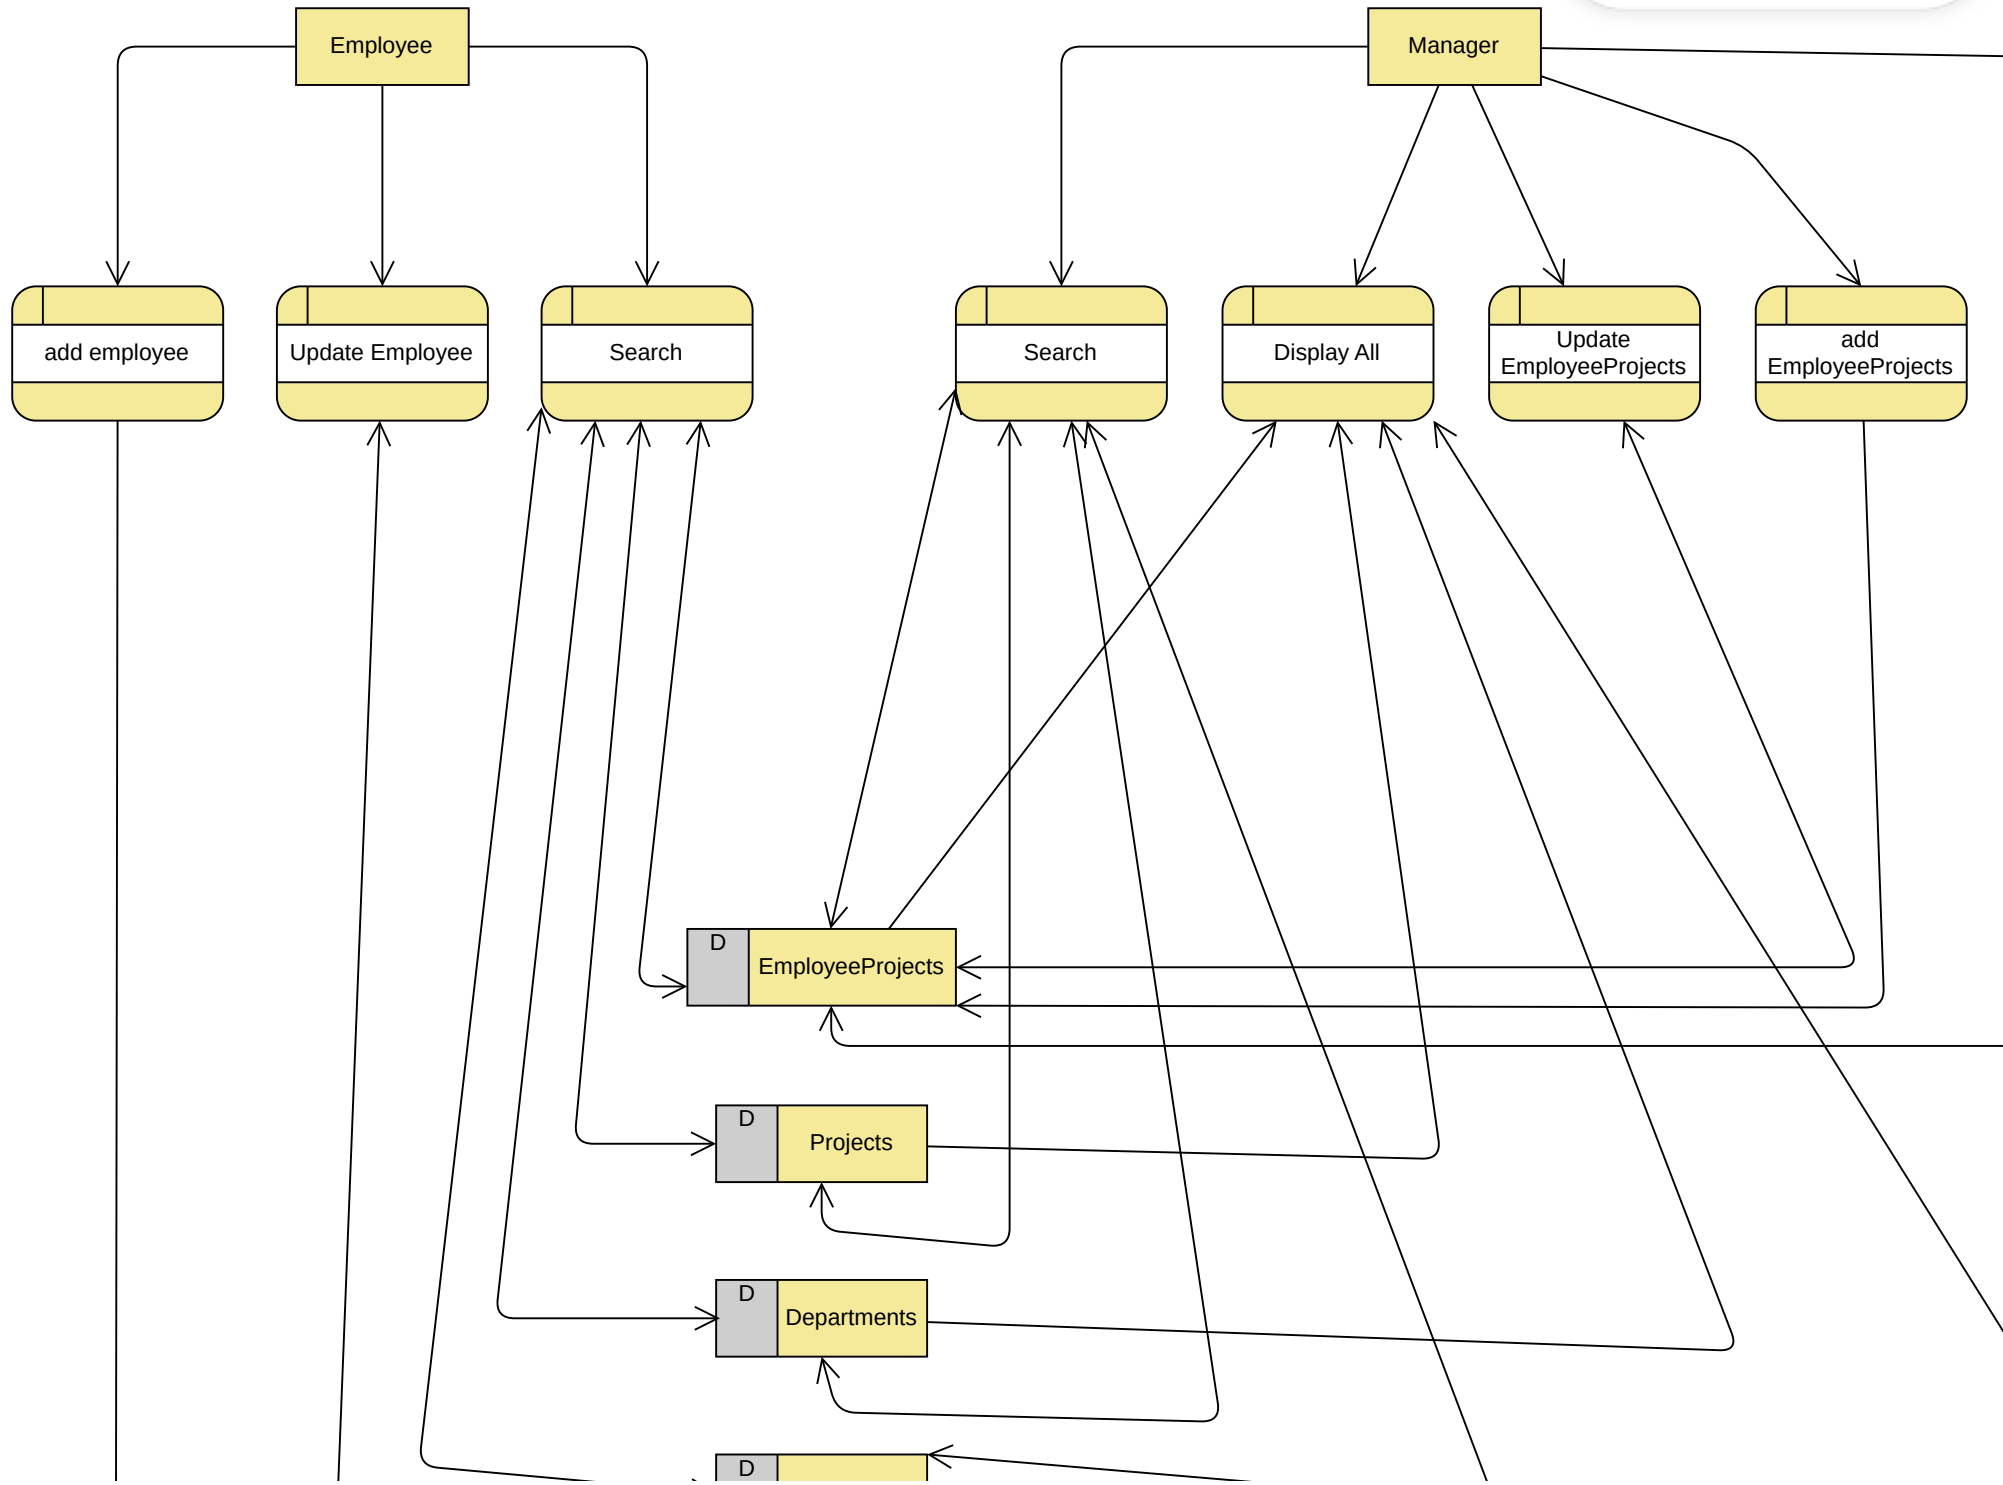 Employee
Manager
add employee
Update Employee
Search
Search
Display All
Update
EmployeeProjects
add
EmployeeProjects
D
EmployeeProjects
D
Projects
D
Departments
D